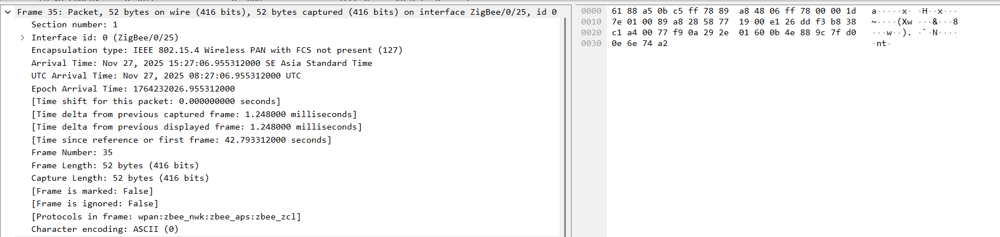 Frame 35: Packet, 52 bytes on wire (416 bits), 52 bytes captured (416 bits) on interface ZigBee/0/25, id 0
Section number: 1
Interface id: 0 (ZigBee/0/25)
Encapsulation type: IEEE 802.15.4 Wireless PAN with FCS not present (127)
Arrival Time: Nov 27, 2025 15:27:06.955312000 SE Asia Standard Time
UTC Arrival Time: Nov 27, 2025 08:27:06.955312000 UTC
Epoch Arrival Time: 1764232026.955312000
[Time shift for this packet: 0.000000000 seconds]
[Time delta from previous captured frame: 1.248000 milliseconds]
[Time delta from previous displayed frame: 1.248000 milliseconds]
[Time since reference or first frame: 42.793312000 seconds]
Frame Number: 35
Frame Length: 52 bytes (416 bits)
Capture Length: 52 bytes (416 bits)
[Frame is marked: False]
[Frame is ignored: False]
[Protocols in frame: wpan:zbee_nwk:zbee_aps:zbee_zcl]
Character encoding: ASCII (0)
0000 61 88 a5 0b c5 ff 78 89 a8 48 06 ff 78 00 00 1d a·····x· ·H··x···
0010 7e 01 00 89 a8 28 58 77 19 00 e1 26 dd f3 b8 38 ~····(Xw ···&···8
0020 c1 a4 00 77 f9 0a 29 2e 01 60 0b 4e 88 9c 7f d0 ···w··). ·`·N····
0030 0e 6e 74 a2 ·nt·